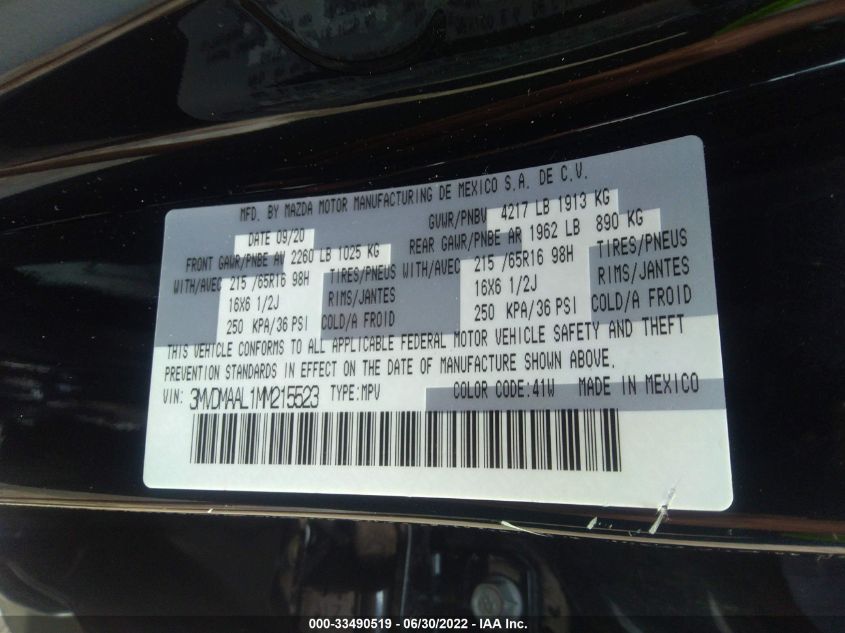 MFD. BY MAZDA MOTOR MANUFACTURING DE MEXICO S.A. DE C.V.
DATE 09/20 GVWR/PNBV 4217 LB 1913 KG
FRONT GAWR/PNBE AV 2260 LB 1025 KG REAR GAWR/PNBE AR 1962 LB 890 KG
WITH/AVEC 215 /65R16 98H TIRES/PNEUS WITH/AVEC 215 /65R16 98H TIRES/PNEUS
16X6 1/2J RIMS/JANTES 16X6 1/2J RIMS/JANTES
250 KPA/36 PSI COLD/A FROID 250 KPA/36 PSI COLD/A FROID
THIS VEHICLE CONFORMS TO ALL APPLICABLE FEDERAL MOTOR VEHICLE SAFETY AND THEFT
PREVENTION STANDARDS IN EFFECT ON THE DATE OF MANUFACTURE SHOWN ABOVE.
VIN: 3MVDMAAL1MM215523 TYPE:MPV COLOR CODE:41W MADE IN MEXICO
000-33490519 - 06/30/2022 - IAA Inc.